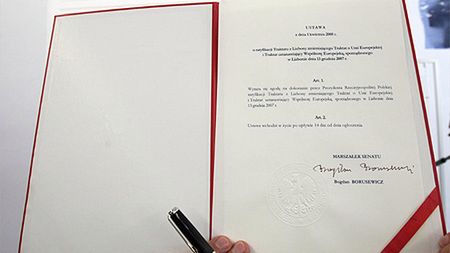 USTAWA
z dnia 1 kwietnia 2008 r.
o ratyfikacji Traktatu z Lizbony zmieniającego Traktat o Unii Europejskiej
i Traktat ustanawiający Wspólnotę Europejską, sporządzonego
w Lizbonie dnia 13 grudnia 2007 r.
Art. 1.
Wyraża się zgodę na dokonanie przez Prezydenta Rzeczypospolitej Polskiej
ratyfikacji Traktatu z Lizbony zmieniającego Traktat o Unii Europejskiej
i Traktat ustanawiający Wspólnotę Europejską, sporządzonego w Lizbonie dnia
13 grudnia 2007 r.
Art. 2.
Ustawa wchodzi w życie po upływie 14 dni od dnia ogłoszenia.
MARSZAŁEK SENATU
Bogdan Borusewicz
Bogdan BORUSEWICZ